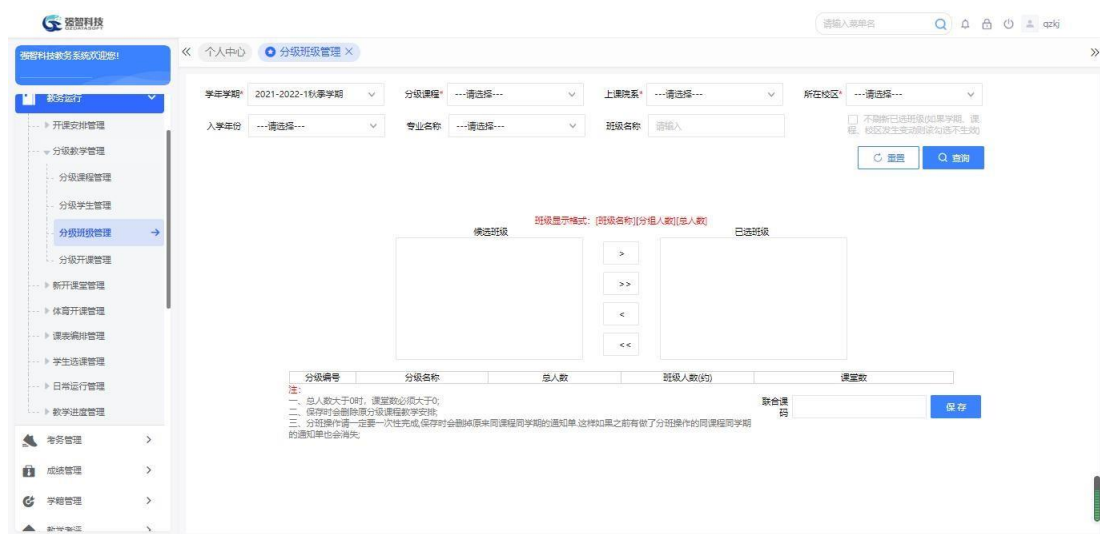 强智科技
QZDATASOFT
请输入菜单名
qzkj
强智科技教务系统欢迎您!
个人中心
分级班级管理 ×
教务运行
开课安排管理
分级教学管理
分级课程管理
分级学生管理
分级班级管理
分级开课管理
新开课堂管理
体育开课管理
课表编排管理
学生选课管理
日常运行管理
教学进度管理
考务管理
成绩管理
学籍管理
教学考评
学年学期* 2021-2022-1秋季学期 分级课程* ---请选择--- 上课院系* ---请选择--- 所在校区* ---请选择---
入学年份 ---请选择--- 专业名称 ---请选择--- 班级名称 请输入 不刷新已选班级(如果学期、课
程、校区发生变动则该勾选不生效)
重置 查询
班级显示格式: [班级名称][分组人数][总人数]
候选班级 已选班级
>
>>
<
<<
分级编号 分级名称 总人数 班级人数(约) 课堂数
注:
一、总人数大于0时, 课堂数必须大于0;
二、保存时会删除原分级课程教学安排;
三、分班操作请一定要一次性完成,保存时会删掉原来同课程同学期的通知单.这样如果之前有做了分班操作的同课程同学期
的通知单也会消失;
联合课
码
保存